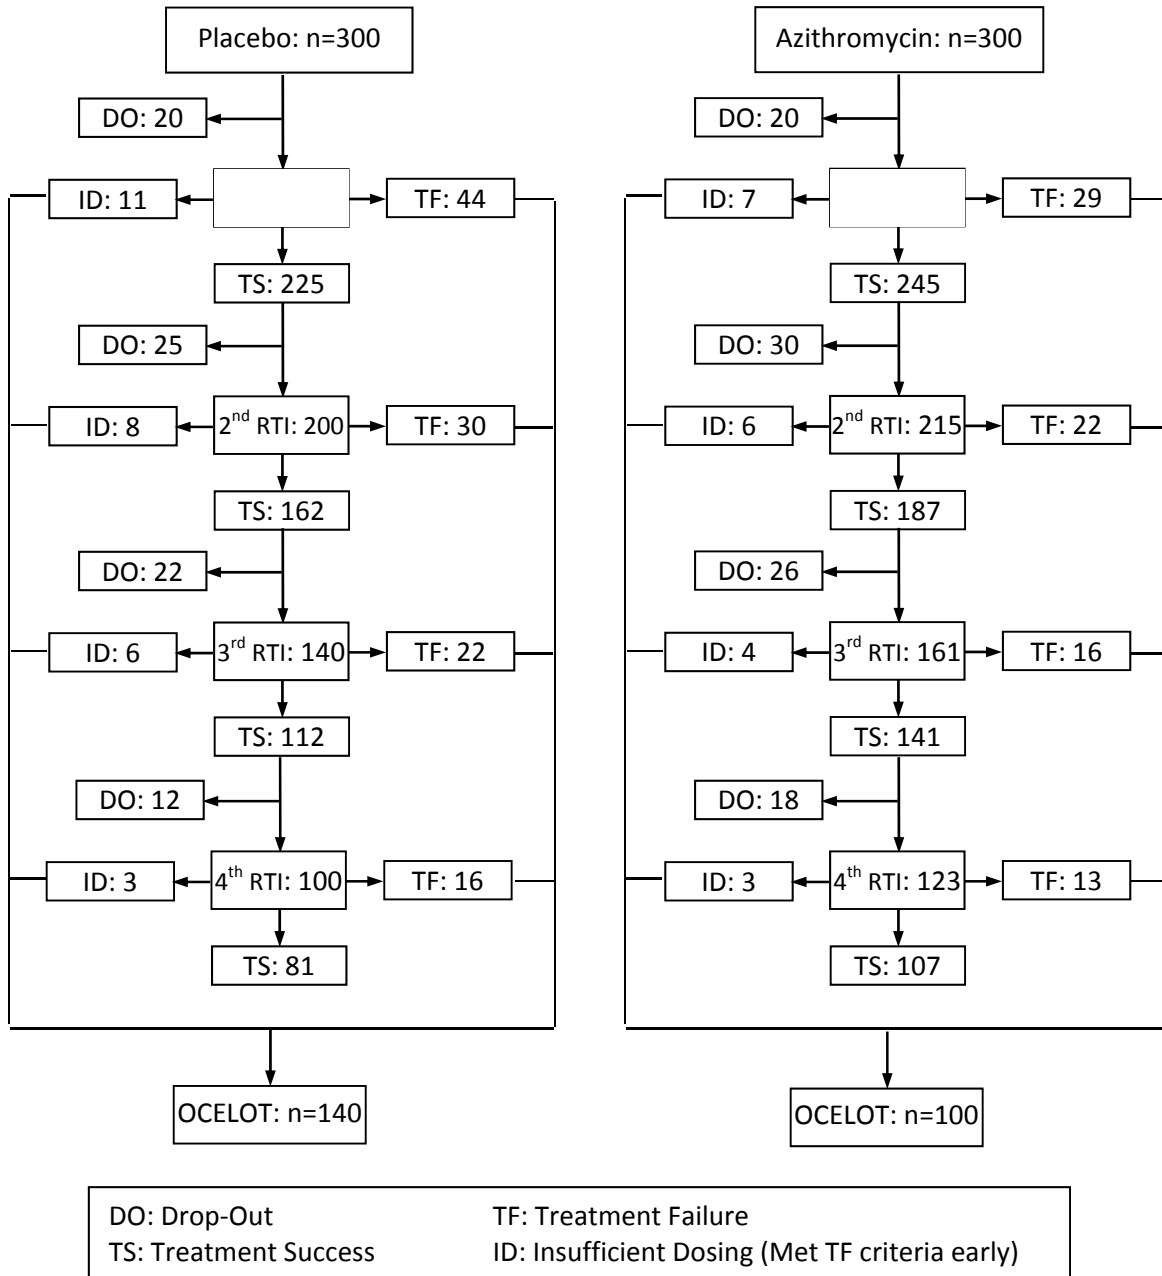 Placebo: n=300
Azithromycin: n=300
DO: 20
DO: 20
ID: 11
TF: 44
ID: 7
TF: 29
TS: 225
TS: 245
DO: 25
DO: 30
ID: 8
2nd RTI: 200
TF: 30
ID: 6
2nd RTI: 215
TF: 22
TS: 162
TS: 187
DO: 22
DO: 26
ID: 6
3rd RTI: 140
TF: 22
ID: 4
3rd RTI: 161
TF: 16
TS: 112
TS: 141
DO: 12
DO: 18
ID: 3
4th RTI: 100
TF: 16
ID: 3
4th RTI: 123
TF: 13
TS: 81
TS: 107
OCELOT: n=140
OCELOT: n=100
DO: Drop-Out
TF: Treatment Failure
TS: Treatment Success
ID: Insufficient Dosing (Met TF criteria early)